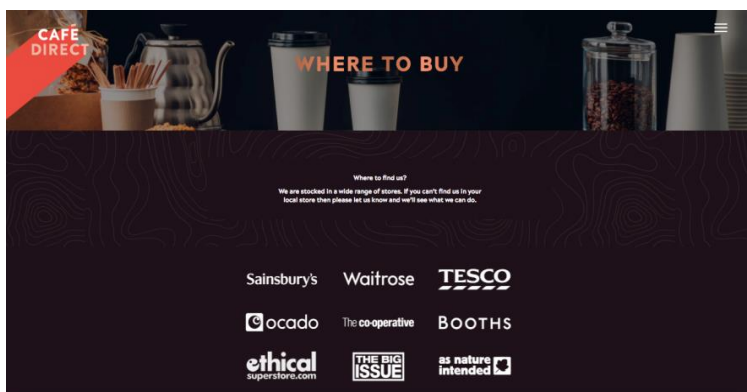 CAFÉ
DIRECT
WHERE TO BUY
Where to find us?
We are stocked in a wide range of stores. If you can't find us in your
local store then please let us know and we'll see what we can do.
Sainsbury's Waitrose TESCO
ocado The co-operative BOOTHS
ethical
superstore.com
THE BIG
ISSUE
as nature
intended